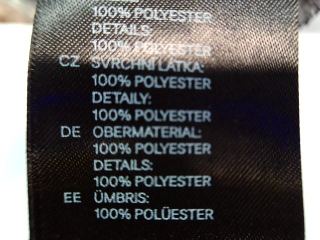 100% POLYESTER
DETAILS:
100% POLYESTER
CZ SVRCHNÍ LÁTKA:
100% POLYESTER
DETAILY:
100% POLYESTER
DE OBERMATERIAL:
100% POLYESTER
DETAILS:
100% POLYESTER
EE ÜMBRIS:
100% POLÜESTER